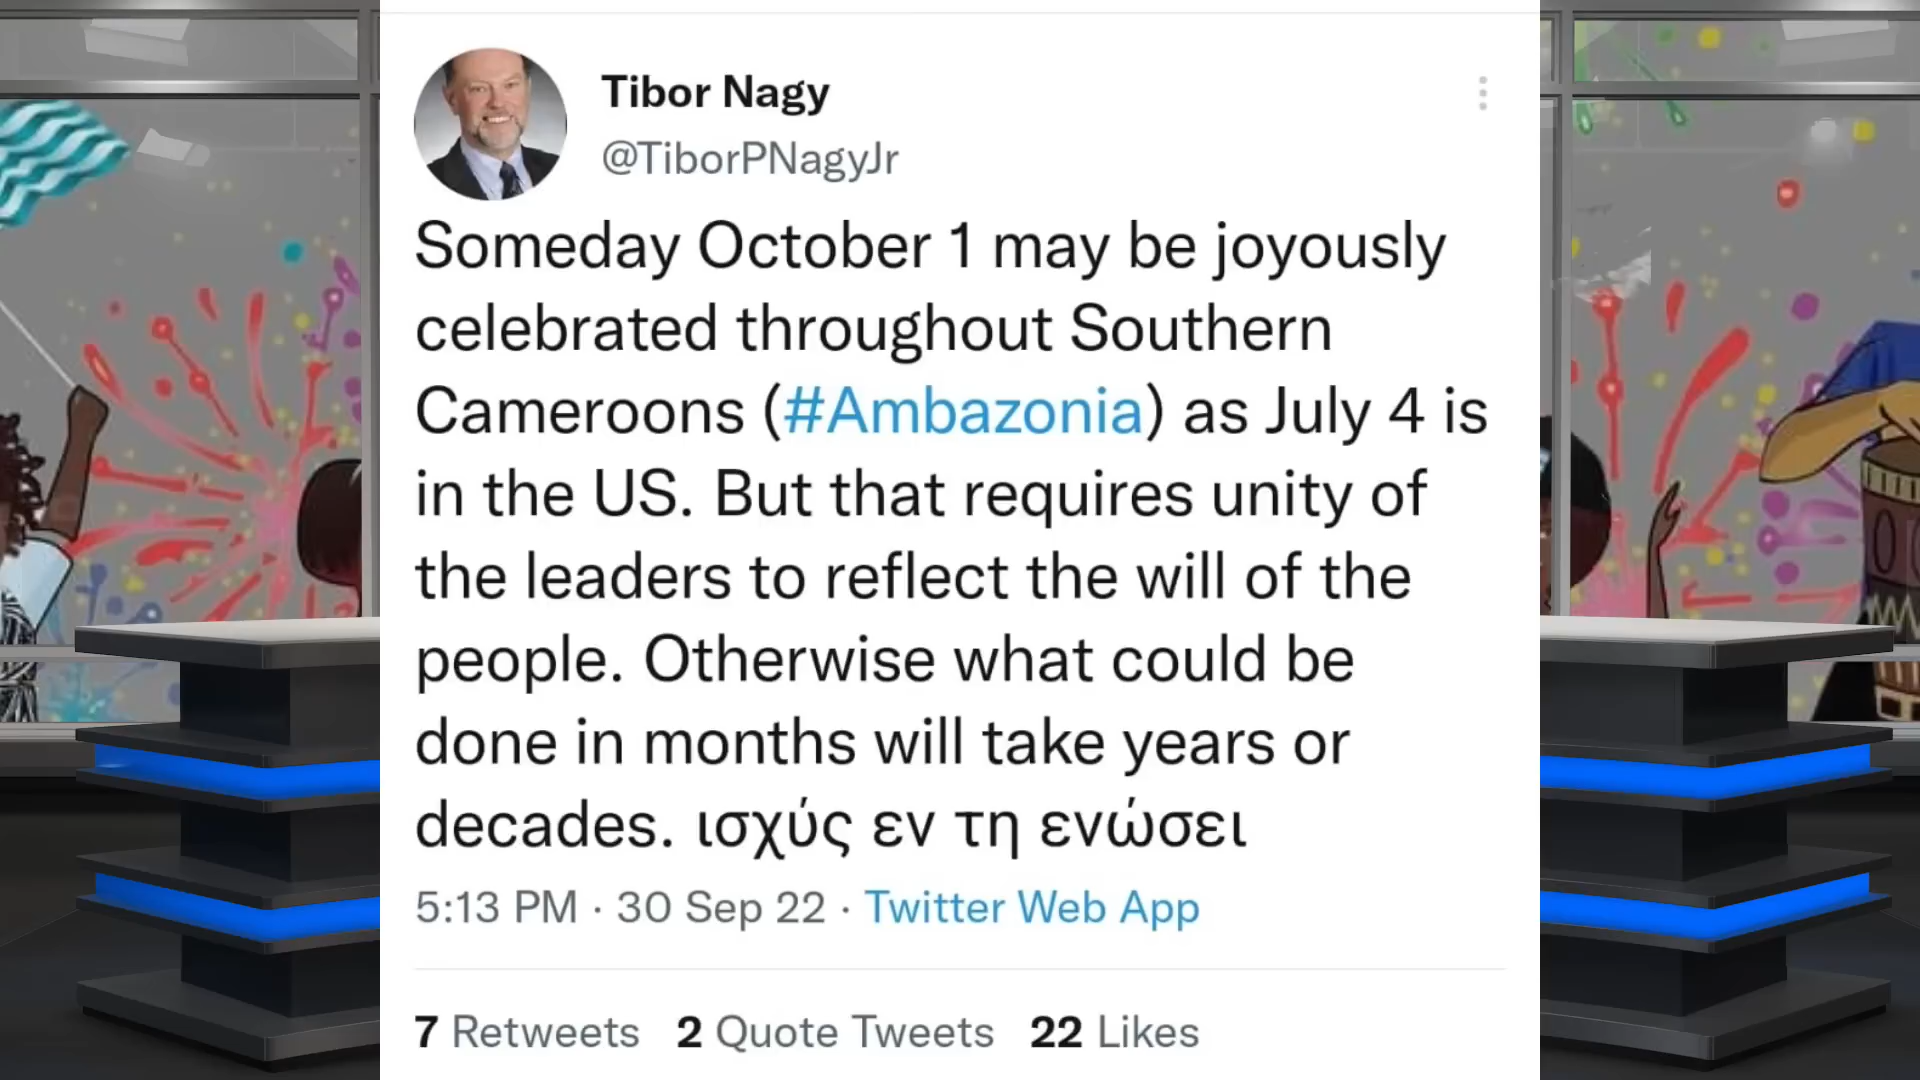 Tibor Nagy
@TiborPNagyJr
Someday October 1 may be joyously
celebrated throughout Southern
Cameroons (#Ambazonia) as July 4 is
in the US. But that requires unity of
the leaders to reflect the will of the
people. Otherwise what could be
done in months will take years or
decades. ισχύς εν τη ενώσει
5:13 PM · 30 Sep 22 · Twitter Web App
7 Retweets 2 Quote Tweets 22 Likes